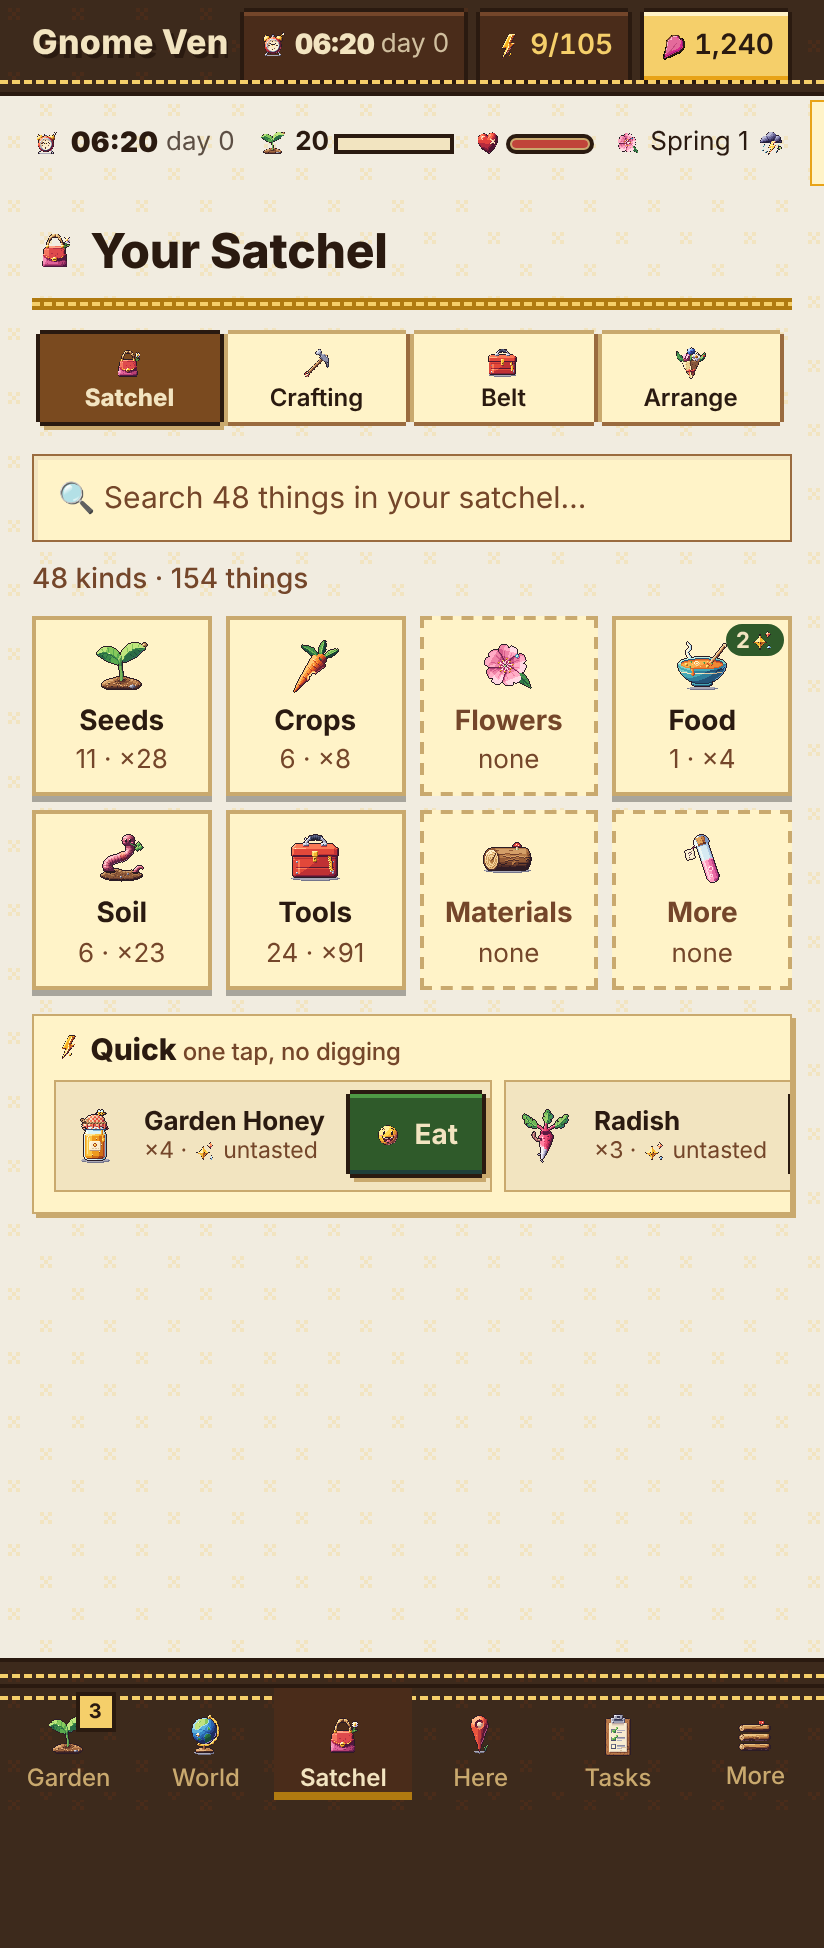 Gnome Ven 06:20 day 0 9/105 1,240
06:20 day 0 20 Spring 1
Your Satchel
Satchel Crafting Belt Arrange
Search 48 things in your satchel...
48 kinds · 154 things
Seeds Crops Flowers Food 2
11 · ×28 6 · ×8 none 1 · ×4
Soil Tools Materials More
6 · ×23 24 · ×91 none none
Quick one tap, no digging
Garden Honey Eat Radish
×4 · untasted ×3 · untasted
3
Garden World Satchel Here Tasks More